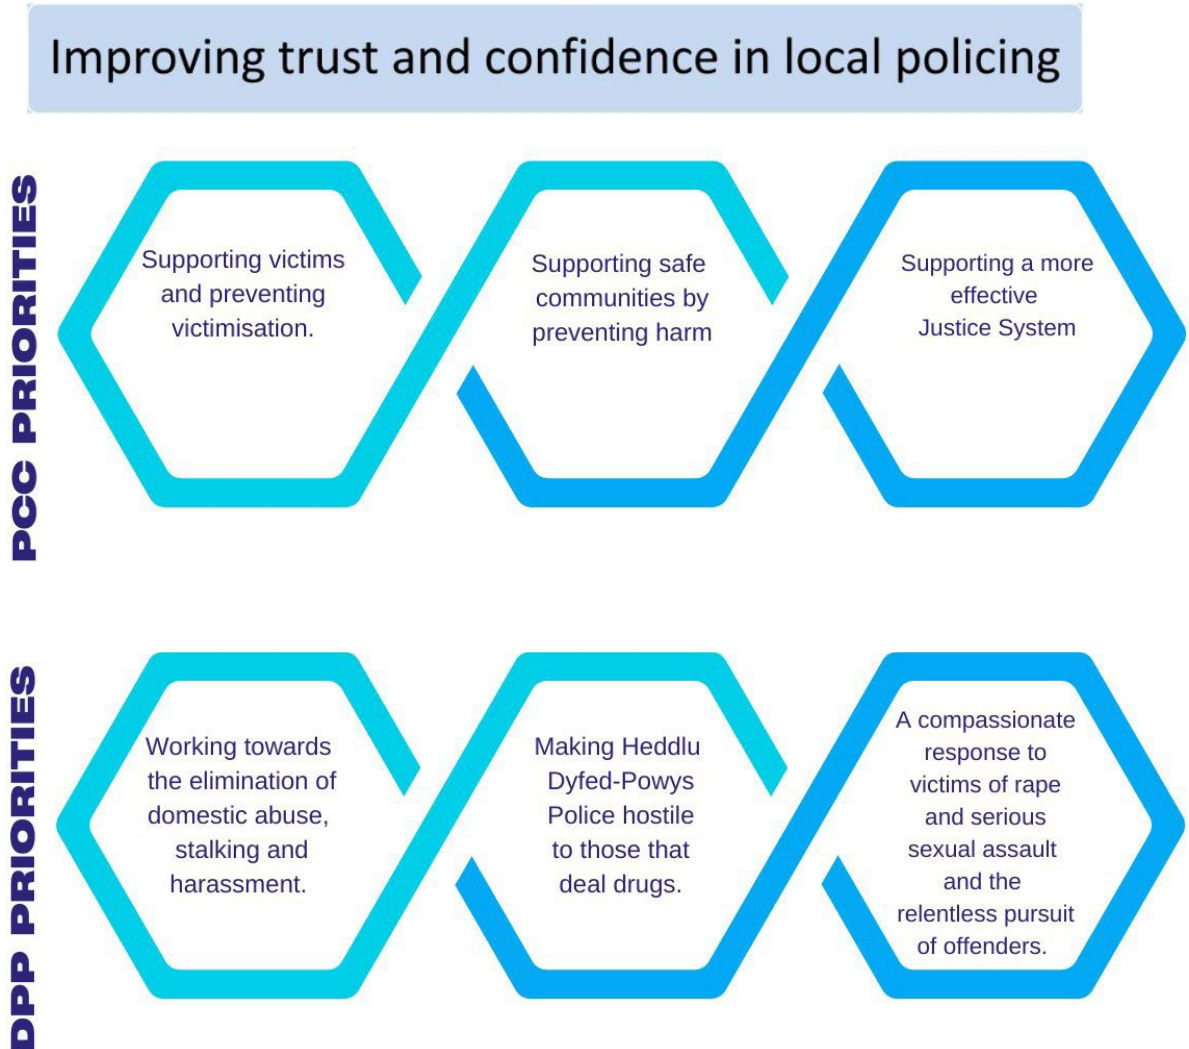 Improving trust and confidence in local policing
PCC PRIORITIES
Supporting victims
and preventing
victimisation.
Supporting safe
communities by
preventing harm
Supporting a more
effective
Justice System
DPP PRIORITIES
Working towards
the elimination of
domestic abuse,
stalking and
harassment.
Making Heddlu
Dyfed-Powys
Police hostile
to those that
deal drugs.
A compassionate
response to
victims of rape
and serious
sexual assault
and the
relentless pursuit
of offenders.